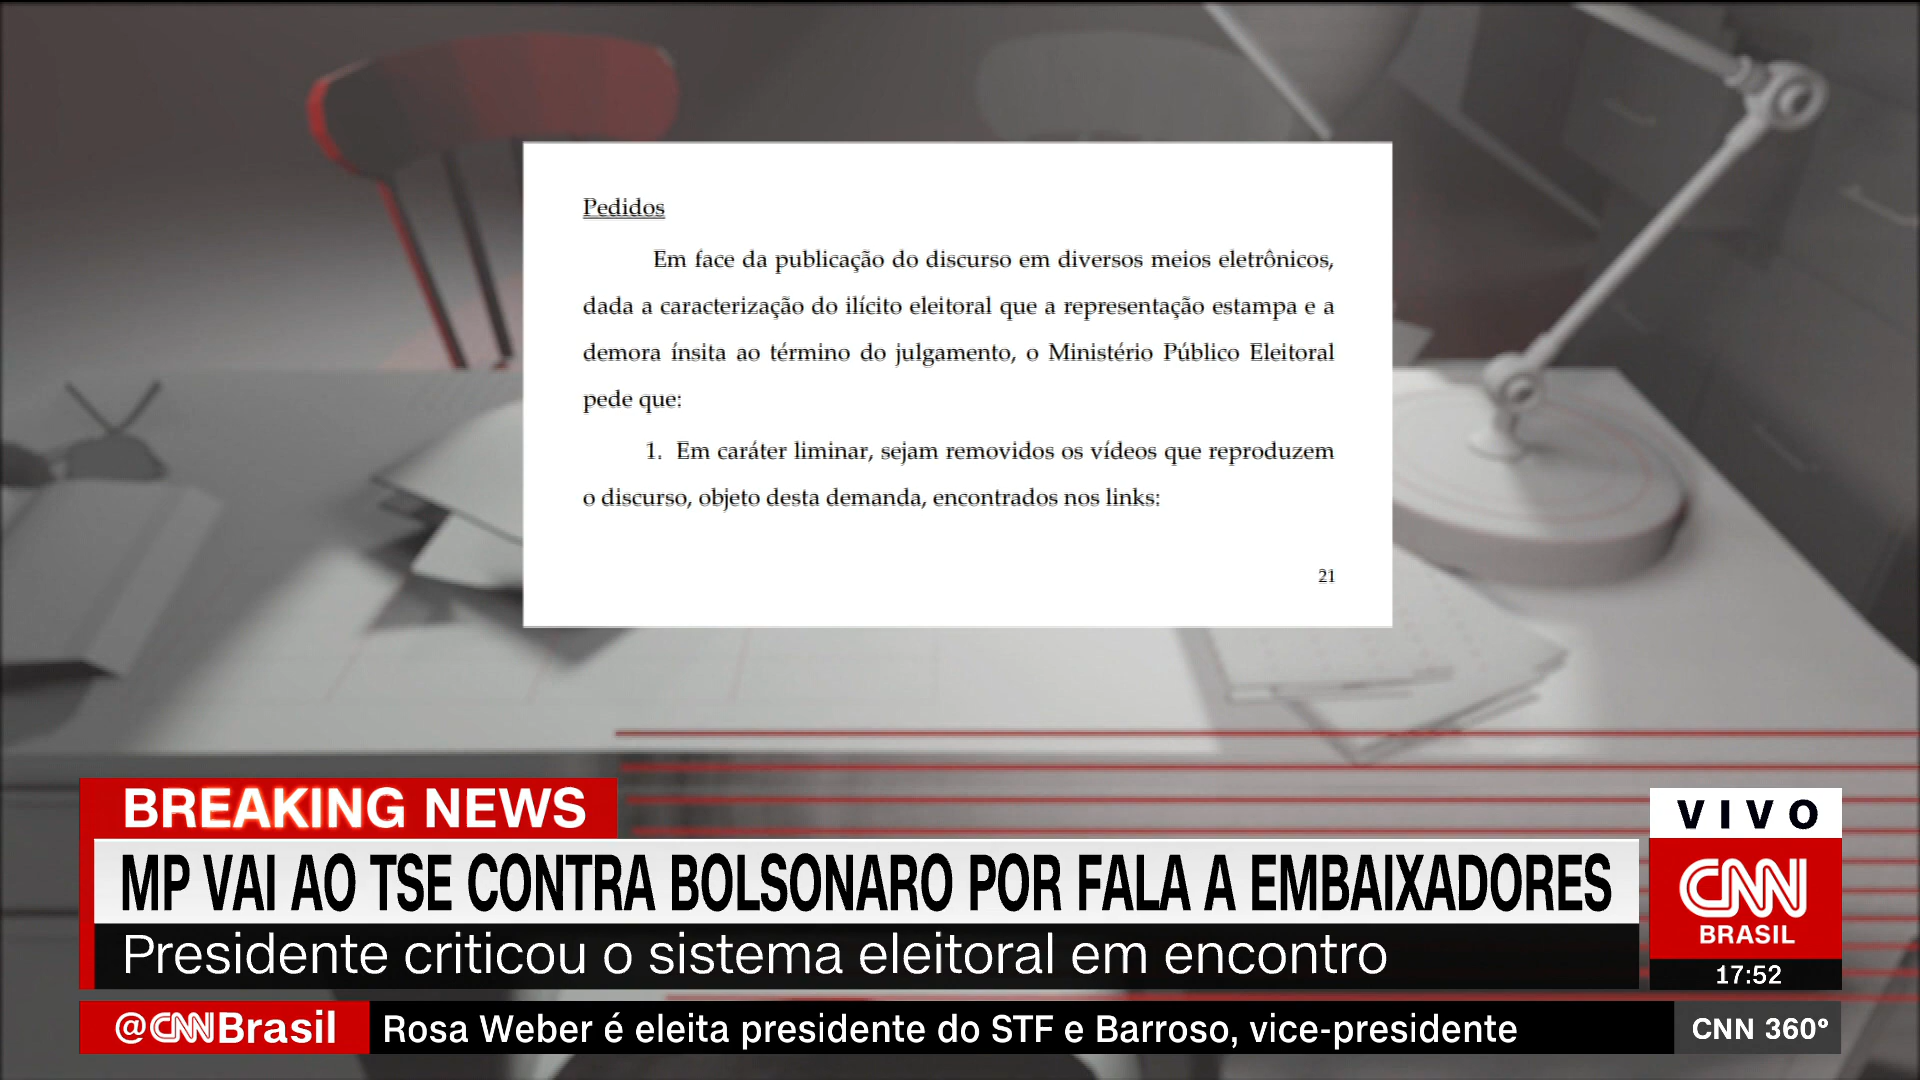 Pedidos
Em face da publicação do discurso em diversos meios eletrônicos,
dada a caracterização do ilícito eleitoral que a representação estampa e a
demora ínsita ao término do julgamento, o Ministério Público Eleitoral
pede que:
1. Em caráter liminar, sejam removidos os vídeos que reproduzem
o discurso, objeto desta demanda, encontrados nos links:
21
BREAKING NEWS
MP VAI AO TSE CONTRA BOLSONARO POR FALA A EMBAIXADORES
Presidente criticou o sistema eleitoral em encontro
VIVO
CNN
BRASIL
17:52
@CNNBrasil
Rosa Weber é eleita presidente do STF e Barroso, vice-presidente
CNN 360°